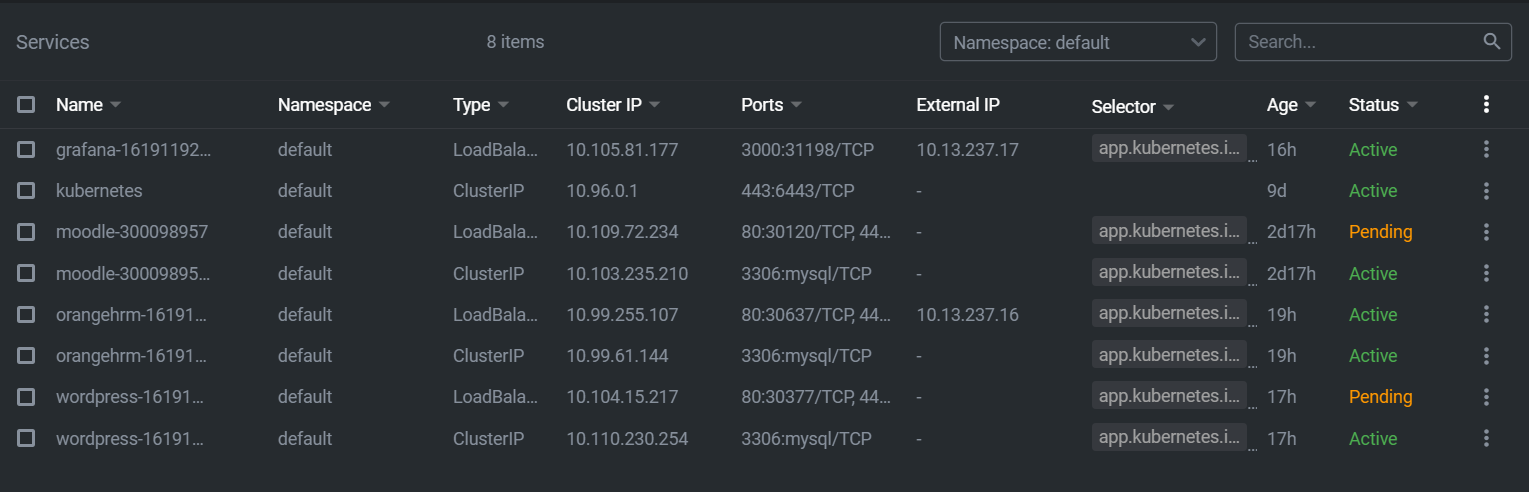 Services 8 items Namespace: default Search...
Name Namespace Type Cluster IP Ports External IP Selector Age Status
grafana-16191192... default LoadBala... 10.105.81.177 3000:31198/TCP 10.13.237.17 app.kubernetes.i... ... 16h Active
kubernetes default ClusterIP 10.96.0.1 443:6443/TCP - 9d Active
moodle-300098957 default LoadBala... 10.109.72.234 80:30120/TCP, 44... - app.kubernetes.i... ... 2d17h Pending
moodle-30009895... default ClusterIP 10.103.235.210 3306:mysql/TCP - app.kubernetes.i... ... 2d17h Active
orangehrm-16191... default LoadBala... 10.99.255.107 80:30637/TCP, 44... 10.13.237.16 app.kubernetes.i... ... 19h Active
orangehrm-16191... default ClusterIP 10.99.61.144 3306:mysql/TCP - app.kubernetes.i... ... 19h Active
wordpress-16191... default LoadBala... 10.104.15.217 80:30377/TCP, 44... - app.kubernetes.i... ... 17h Pending
wordpress-16191... default ClusterIP 10.110.230.254 3306:mysql/TCP - app.kubernetes.i... ... 17h Active